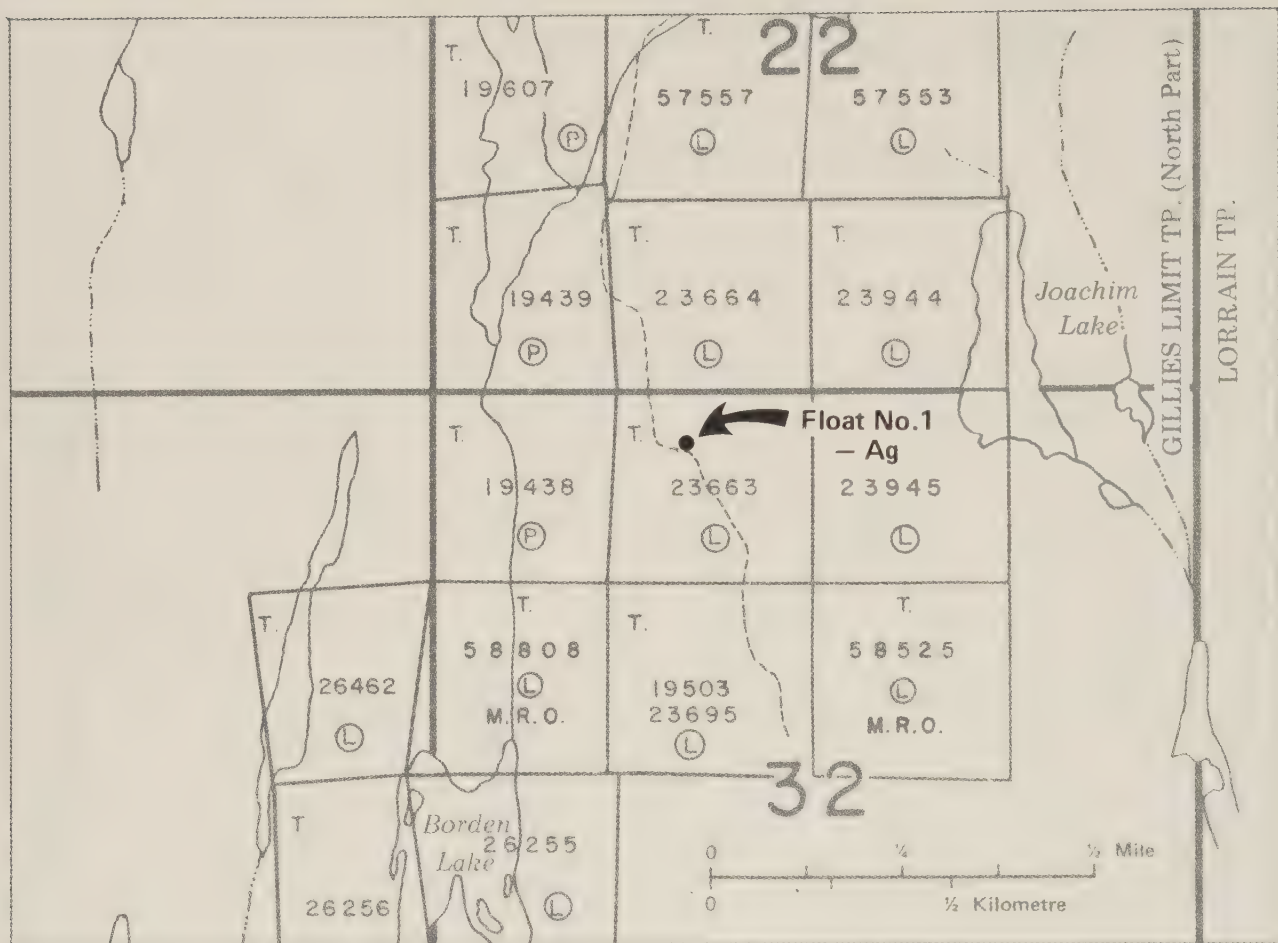 T.
22
T.
19607
57557
57553
P
L
L
T.
T.
T.
19439
23664
23944
P
L
L
Joachim
Lake
GILLIES LIMIT TP. (North Part)
LORRAIN TP.
T.
T.
Float No.1
– Ag
19438
23663
23945
P
L
L
T.
T.
T.
T.
26462
L
58808
L
M.R.O.
19503
23695
L
58525
L
M.R.O.
32
T
Borden
Lake
26255
L
26256
0 ¼ ½ Mile
0 ½ Kilometre